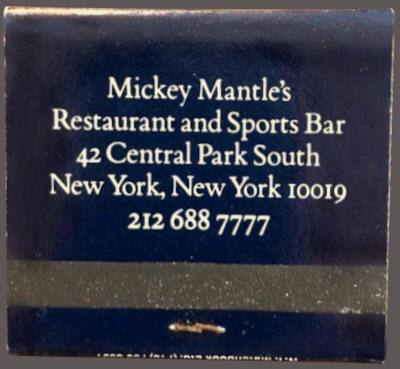 Mickey Mantle's
Restaurant and Sports Bar
42 Central Park South
New York, New York 10019
212 688 7777